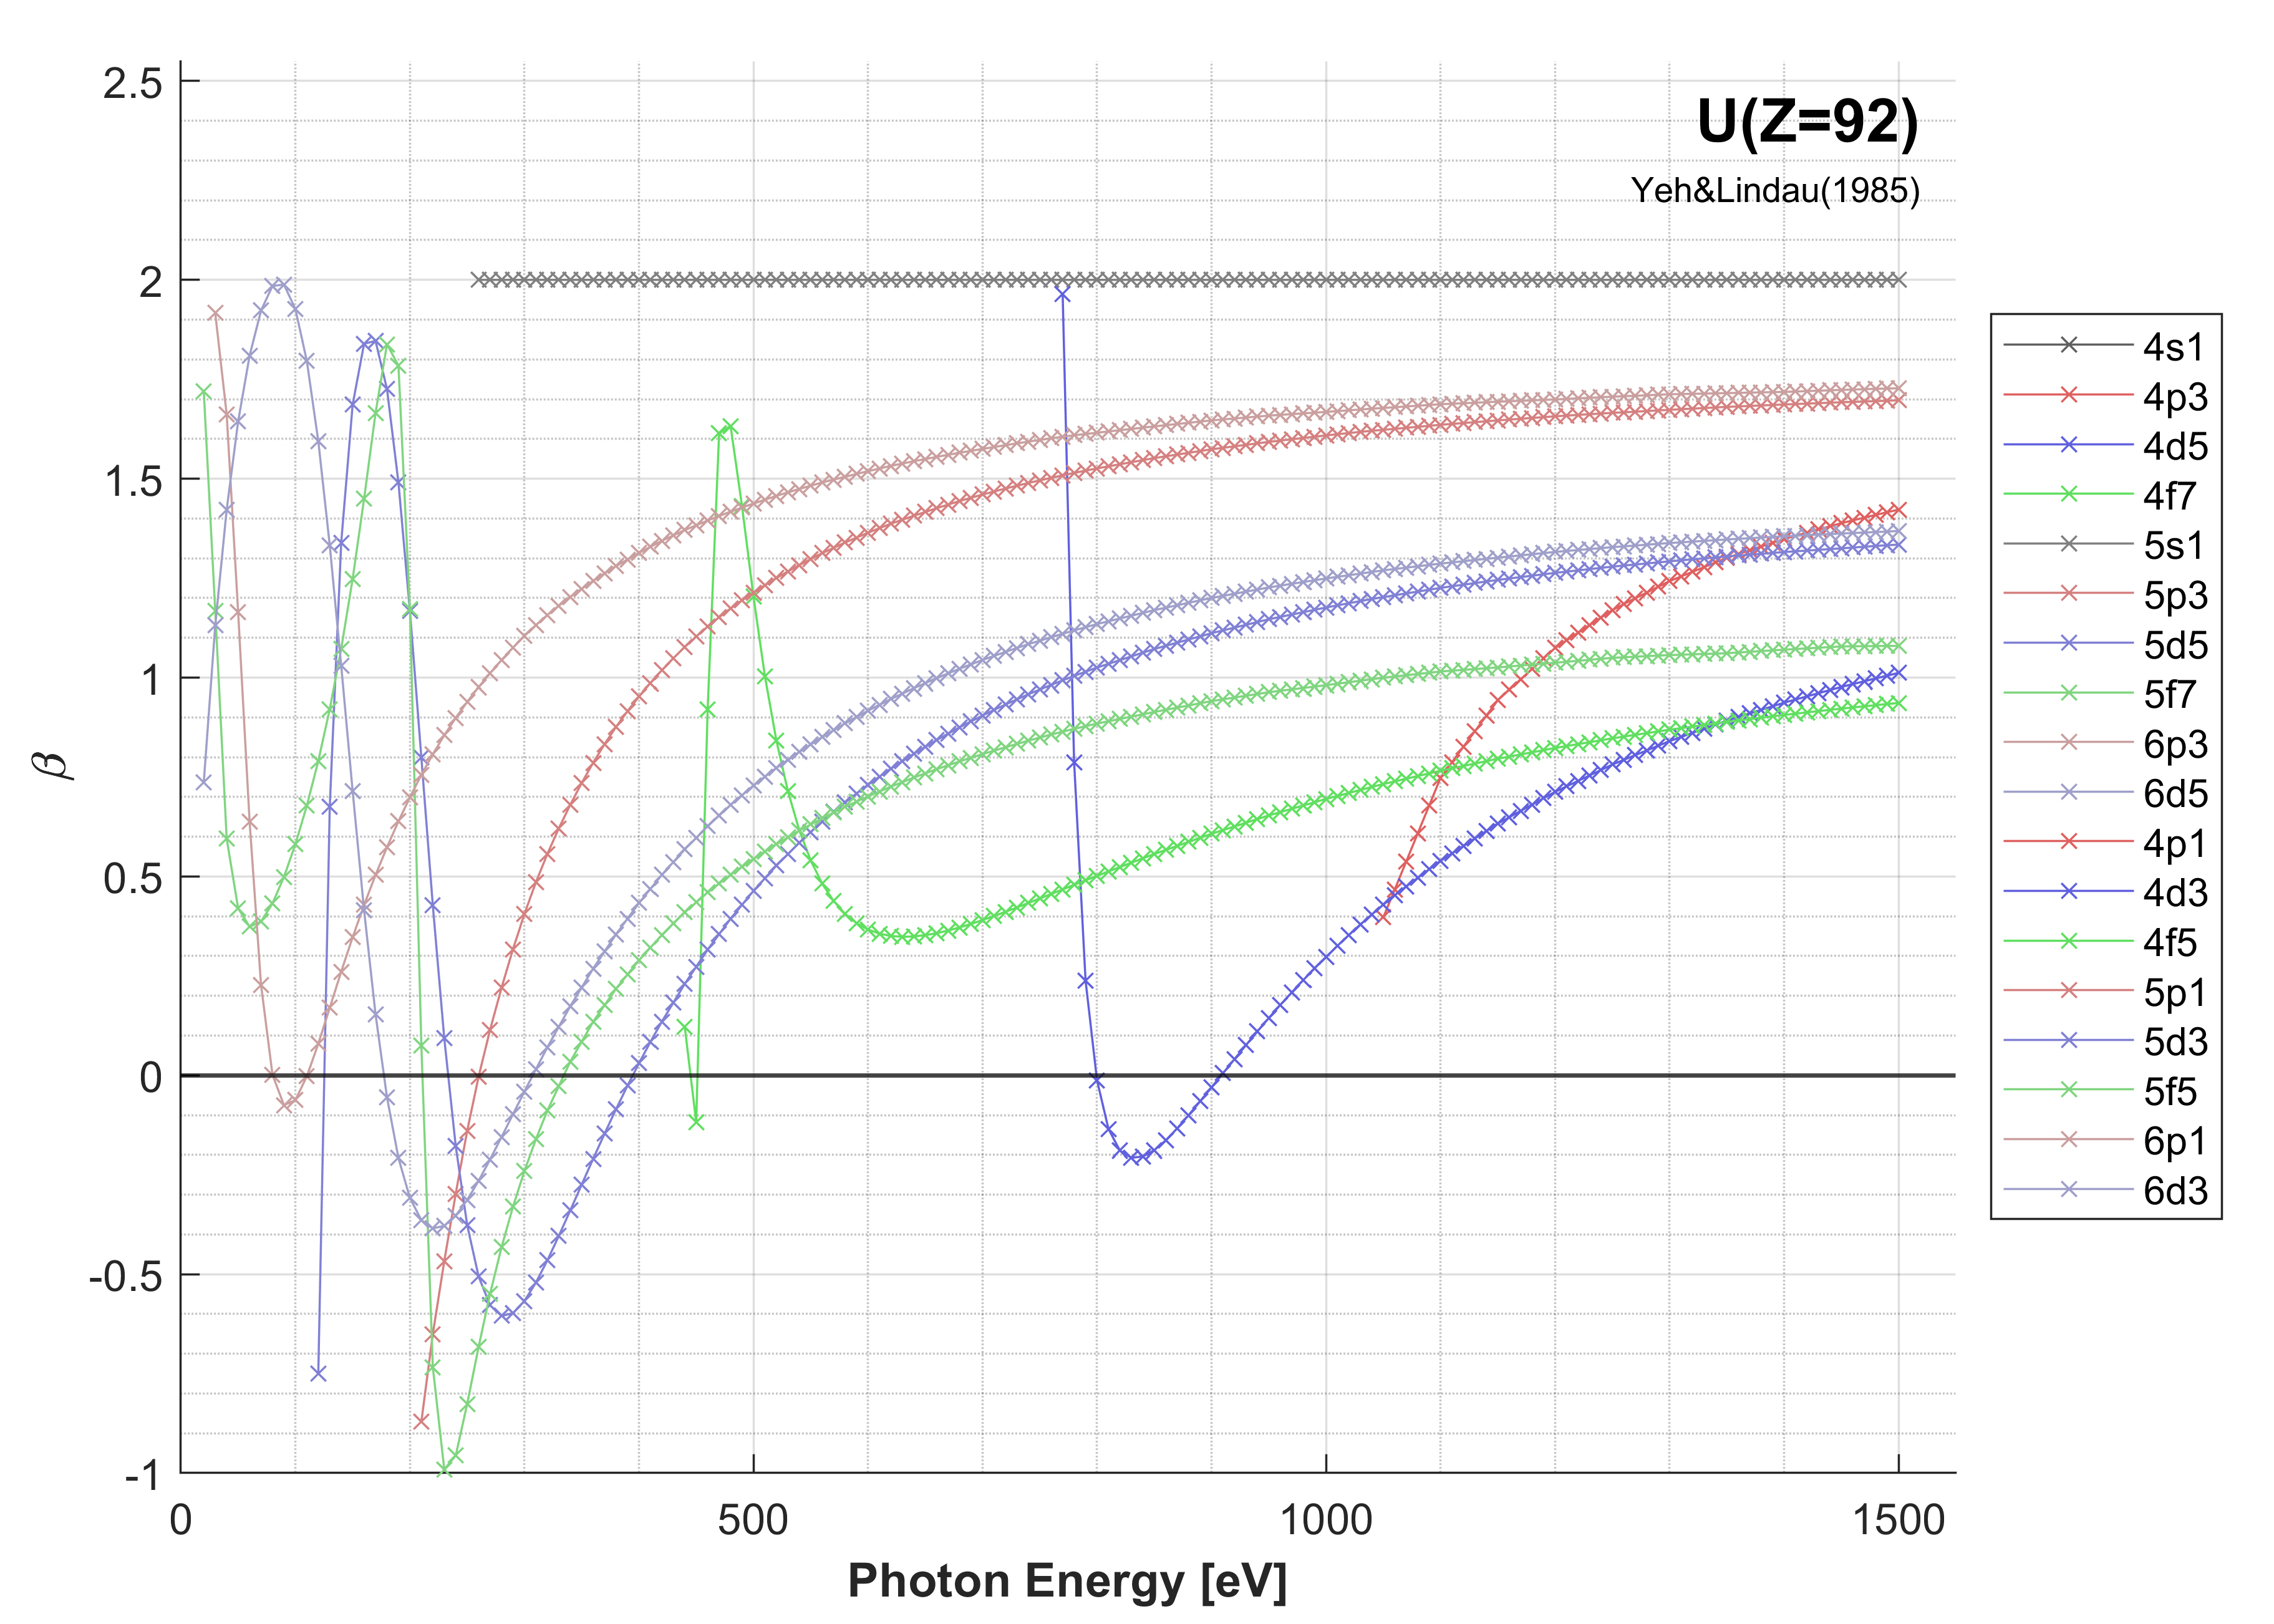 U(Z=92)
Yeh&Lindau(1985)
2.5
2
1.5
1
0.5
0
-0.5
-1
β
0
500
1000
1500
Photon Energy [eV]
4s1
4p3
4d5
4f7
5s1
5p3
5d5
5f7
6p3
6d5
4p1
4d3
4f5
5p1
5d3
5f5
6p1
6d3